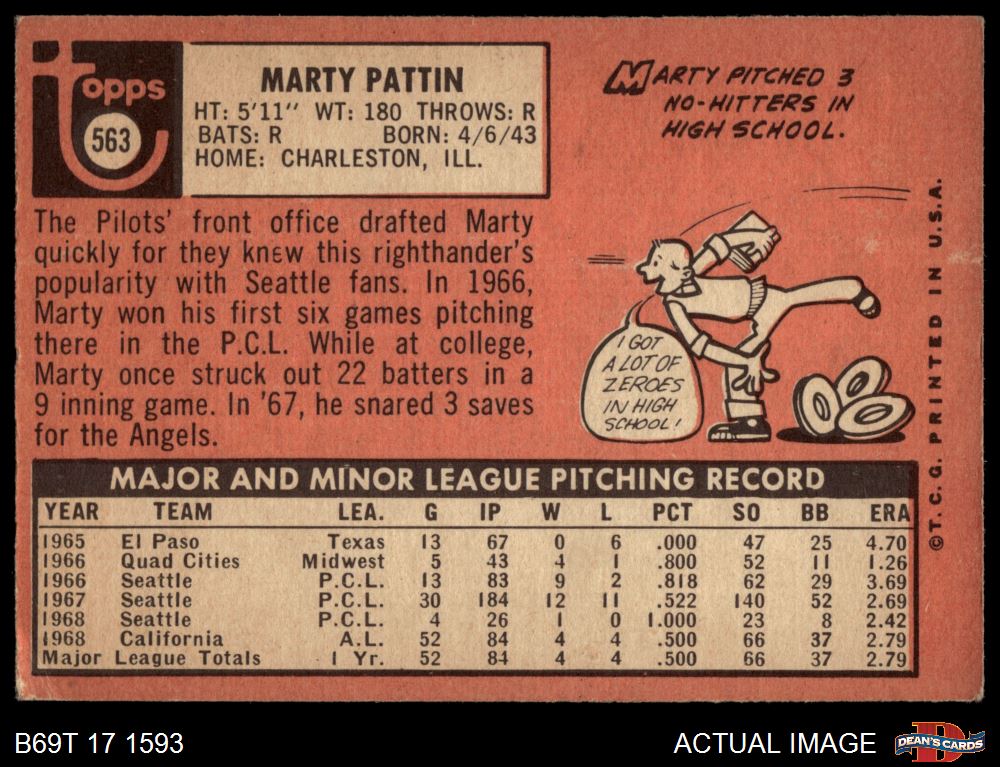 Topps
563
MARTY PATTIN
HT: 5'11" WT: 180 THROWS: R
BATS: R BORN: 4/6/43
HOME: CHARLESTON, ILL.
MARTY PITCHED 3
NO-HITTERS IN
HIGH SCHOOL.
The Pilots' front office drafted Marty
quickly for they knew this righthander's
popularity with Seattle fans. In 1966,
Marty won his first six games pitching
there in the P.C.L. While at college,
Marty once struck out 22 batters in a
9 inning game. In '67, he snared 3 saves
for the Angels.
I GOT
A LOT OF
ZEROES
IN HIGH
SCHOOL!
©T.C.G. PRINTED IN U.S.A.
MAJOR AND MINOR LEAGUE PITCHING RECORD
YEAR TEAM LEA. G IP W L PCT SO BB ERA
1965 El Paso Texas 13 67 0 6 .000 47 25 4.70
1966 Quad Cities Midwest 5 43 4 1 .800 52 11 1.26
1966 Seattle P.C.L. 13 83 9 2 .818 62 29 3.69
1967 Seattle P.C.L. 30 184 12 11 .522 140 52 2.69
1968 Seattle P.C.L. 4 26 1 0 1.000 23 8 2.42
1968 California A.L. 52 84 4 4 .500 66 37 2.79
Major League Totals 1 Yr. 52 84 4 4 .500 66 37 2.79
B69T 17 1593
ACTUAL IMAGE
D
DEAN'S CARDS